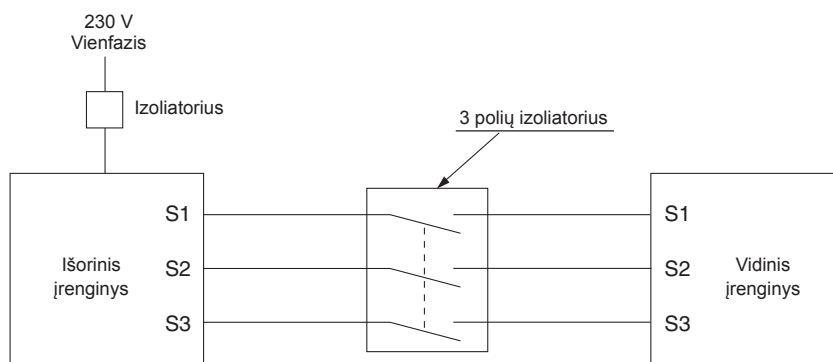 230 V
Vienfazis
Izoliatorius
3 polių izoliatorius
S1
S1
Išorinis
įrenginys
S2
S2
Vidinis
įrenginys
S3
S3